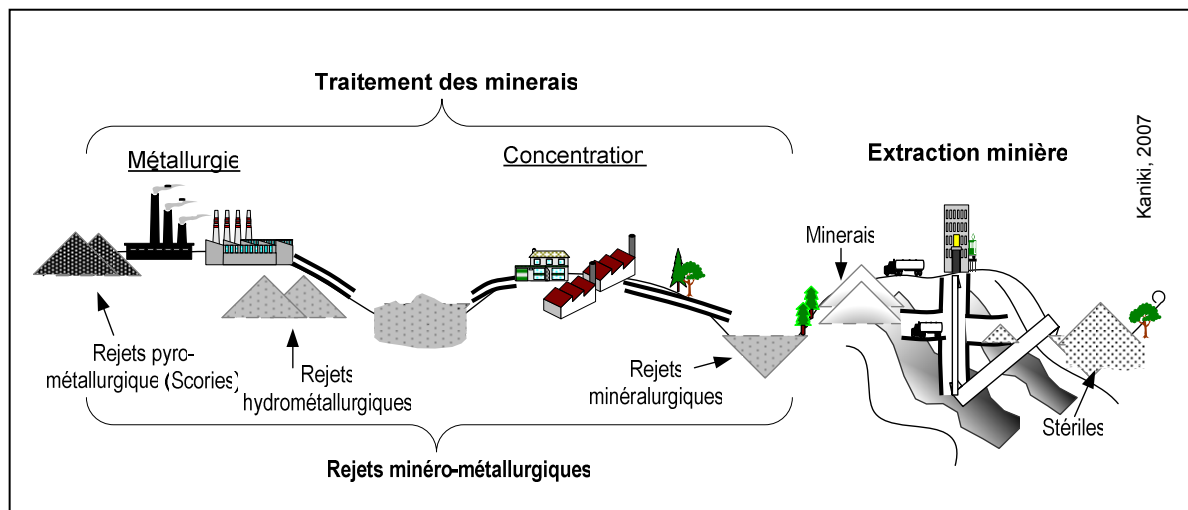 Traitement des minerais
Métallurgie
Concentration
Extraction minière
Kaniki, 2007
Minerais
Rejets pyro-
métallurgique (Scories)
Rejets
hydrométallurgiques
Rejets
minéralurgiques
Stériles
Rejets minéro-métallurgiques